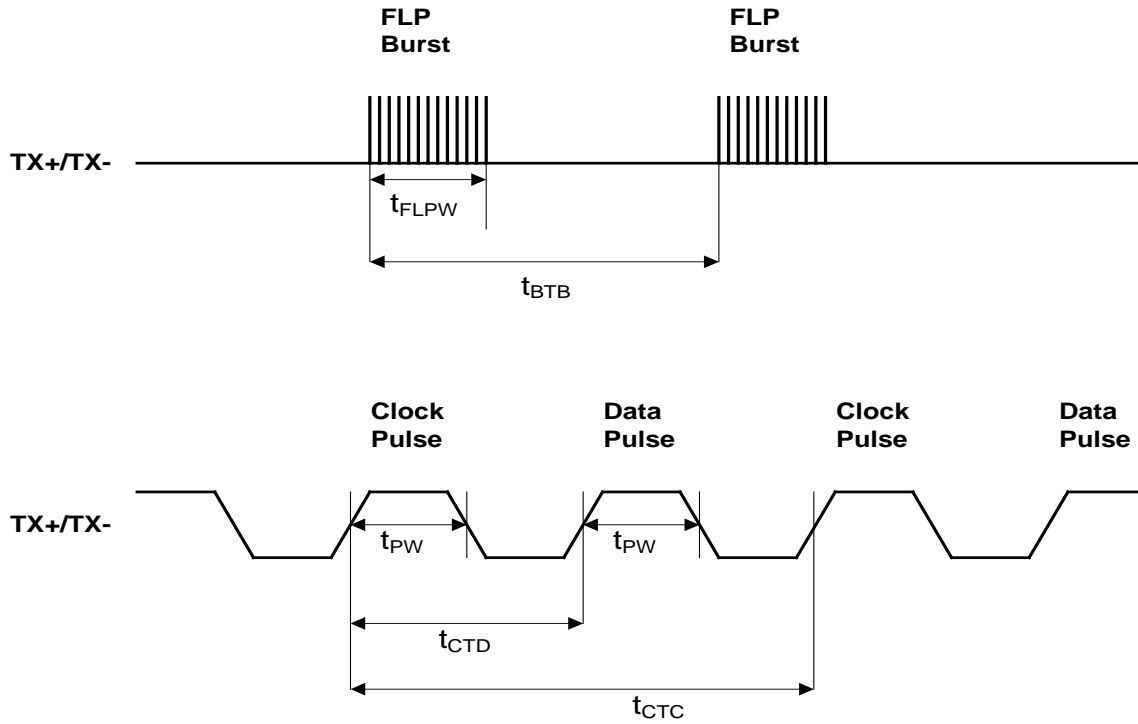 FLP
Burst
FLP
Burst
TX+/TX-
tFLPW
tBTB
Clock
Pulse
Data
Pulse
Clock
Pulse
Data
Pulse
TX+/TX-
tPW
tPW
tCTD
tCTC